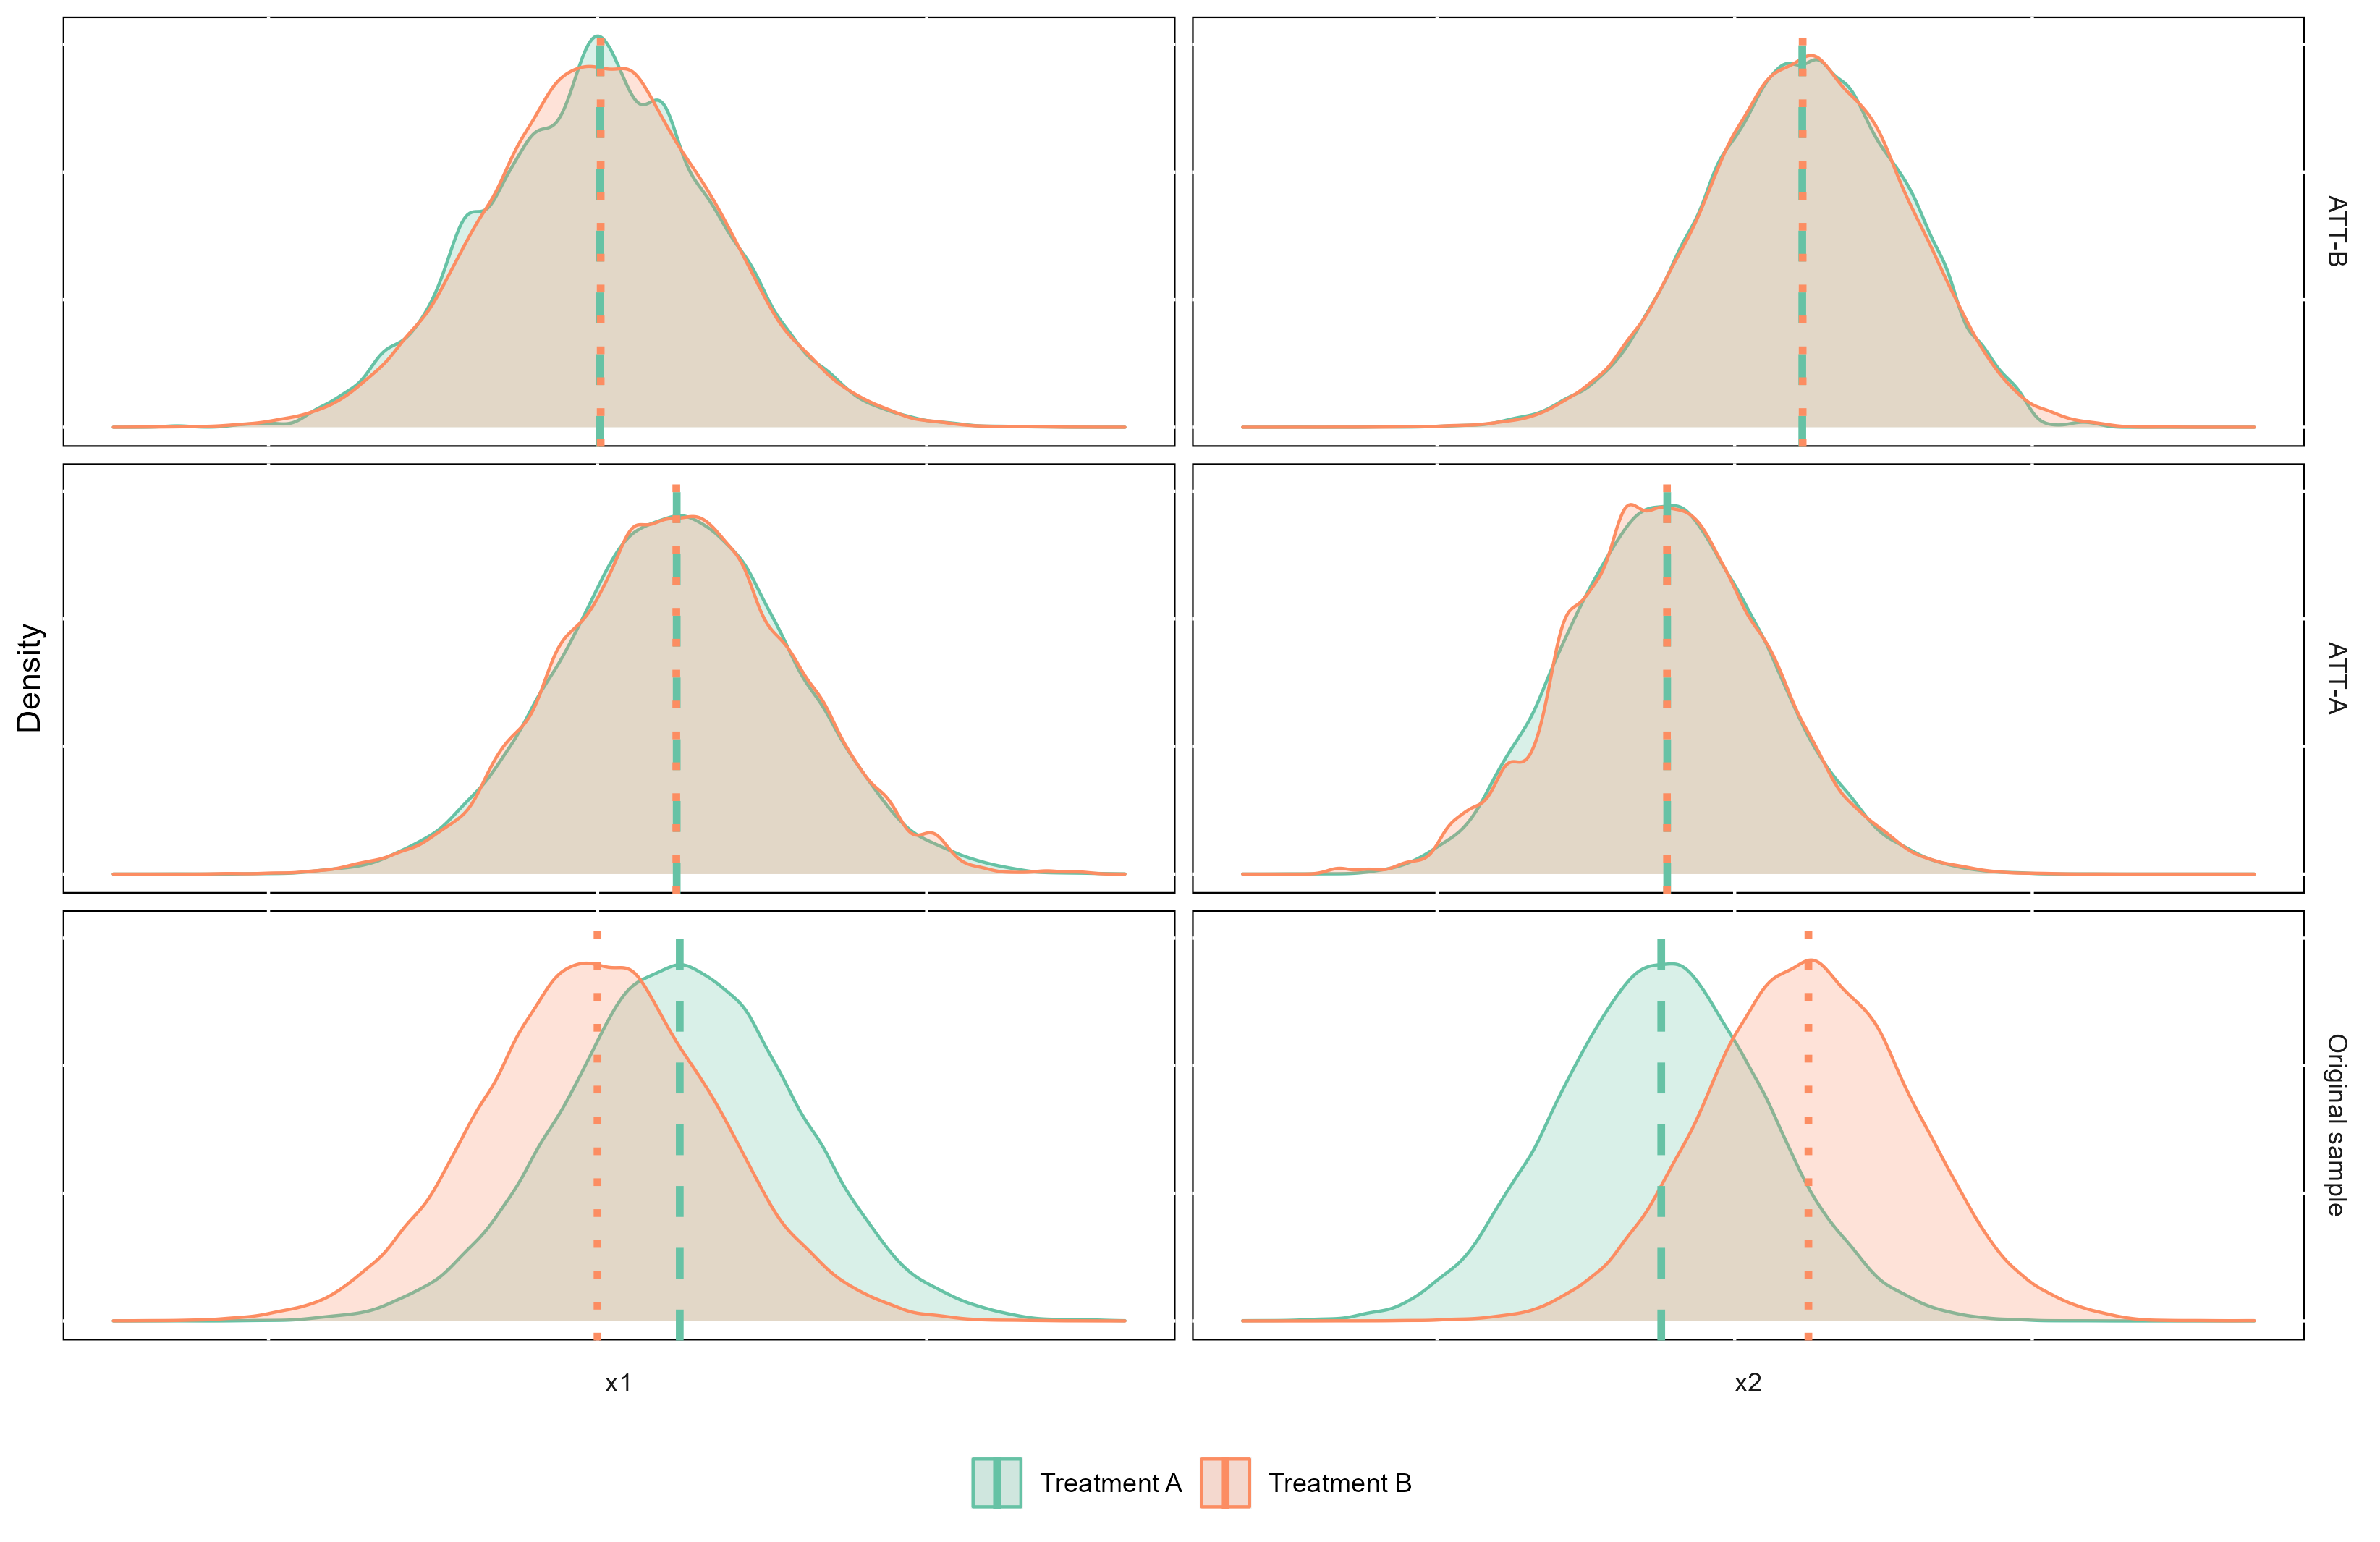 Density
ATT-B
ATT-A
Original sample
x1
x2
Treatment A
Treatment B